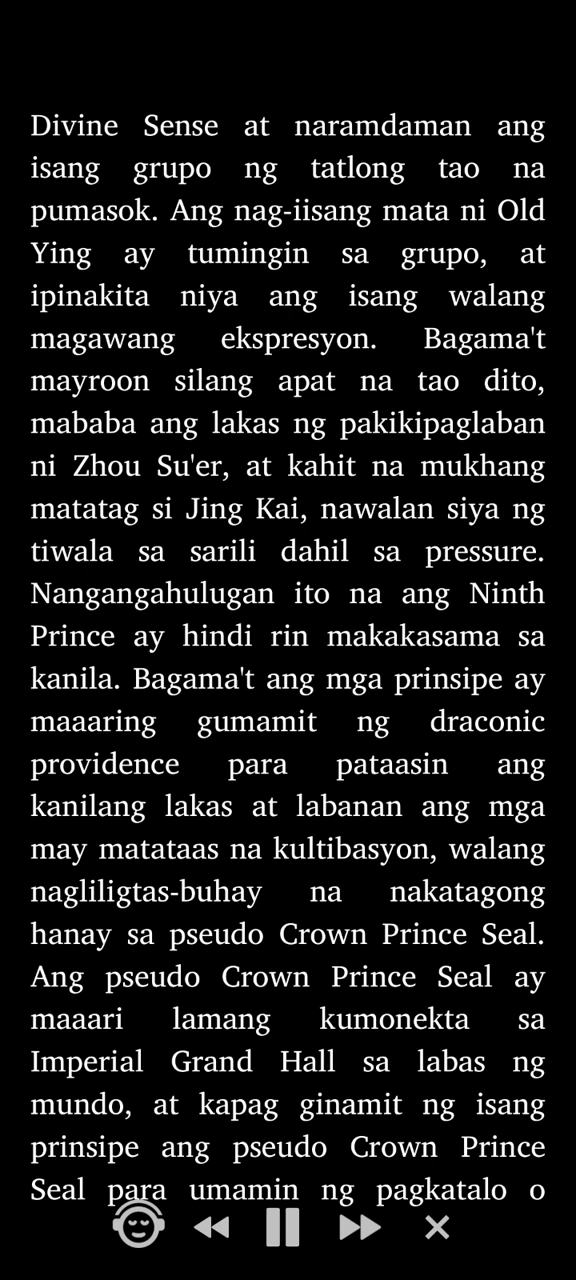 Divine Sense at naramdaman ang
isang grupo ng tatlong tao na
pumasok. Ang nag-iisang mata ni Old
Ying ay tumingin sa grupo, at
ipinakita niya ang isang walang
magawang ekspresyon. Bagama't
mayroon silang apat na tao dito,
mababa ang lakas ng pakikipaglaban
ni Zhou Su'er, at kahit na mukhang
matatag si Jing Kai, nawalan siya ng
tiwala sa sarili dahil sa pressure.
Nangangahulugan ito na ang Ninth
Prince ay hindi rin makakasama sa
kanila. Bagama't ang mga prinsipe ay
maaaring gumamit ng draconic
providence para pataasin ang
kanilang lakas at labanan ang mga
may matataas na kultibasyon, walang
nagliligtas-buhay na nakatagong
hanay sa pseudo Crown Prince Seal.
Ang pseudo Crown Prince Seal ay
maaari lamang kumonekta sa
Imperial Grand Hall sa labas ng
mundo, at kapag ginamit ng isang
prinsipe ang pseudo Crown Prince
Seal para umamin ng pagkatalo o